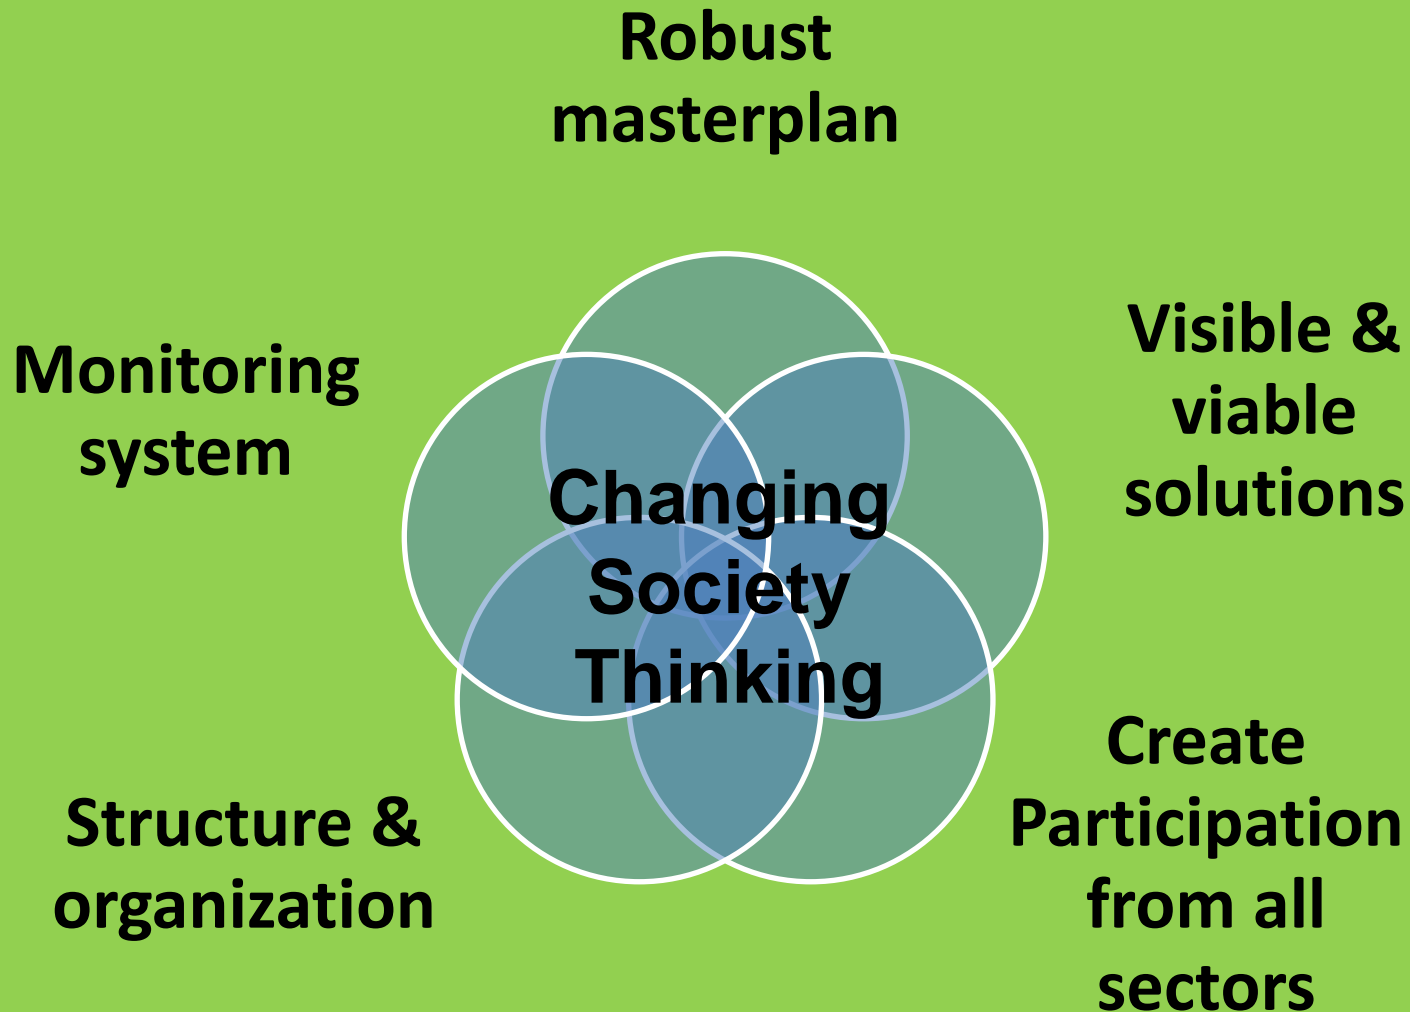 Robust
masterplan
Visible &
viable
solutions
Create
Participation
from all
sectors
Structure &
organization
Monitoring
system
Changing
Society
Thinking